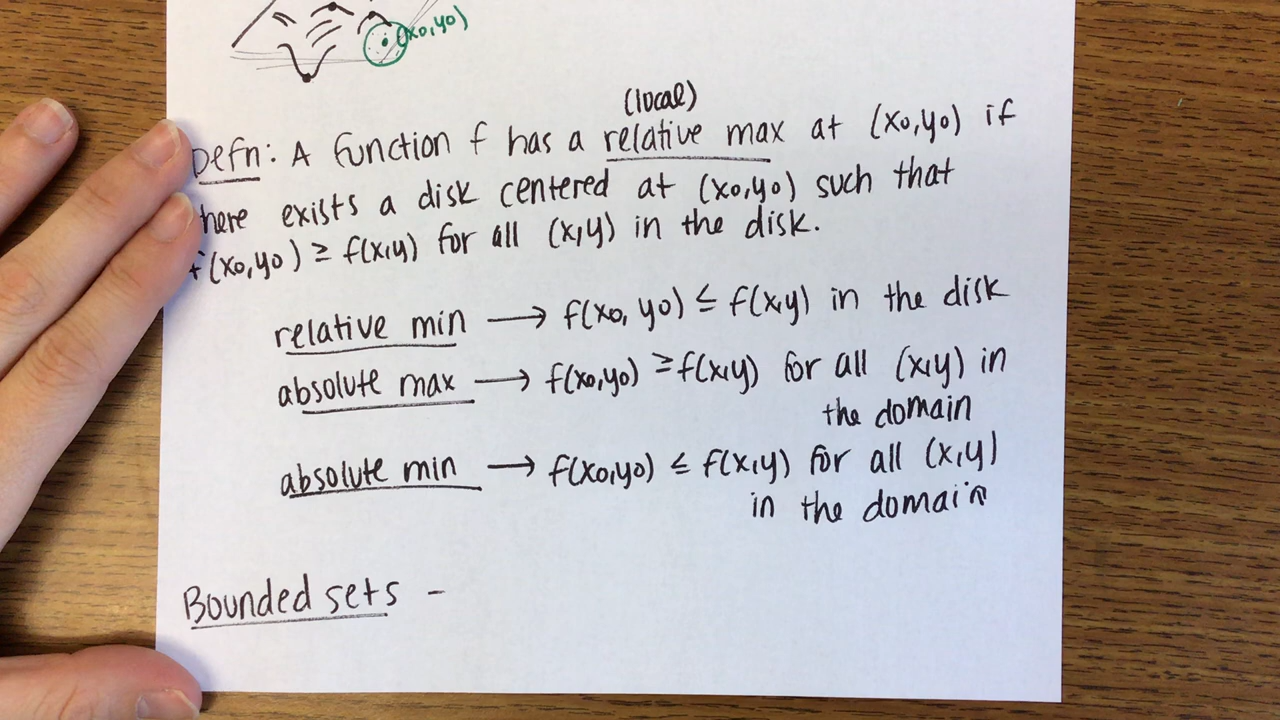 (x0,y0)
(local)
Defn: A function f has a relative max at (x0,y0) if
there exists a disk centered at (x0,y0) such that
f(x0,y0) ≥ f(x,y) for all (x,y) in the disk.
relative min → f(x0,y0) ≤ f(x,y) in the disk
absolute max → f(x0,y0) ≥ f(x,y) for all (x,y) in
the domain
absolute min → f(x0,y0) ≤ f(x,y) for all (x,y)
in the domain
Bounded sets -